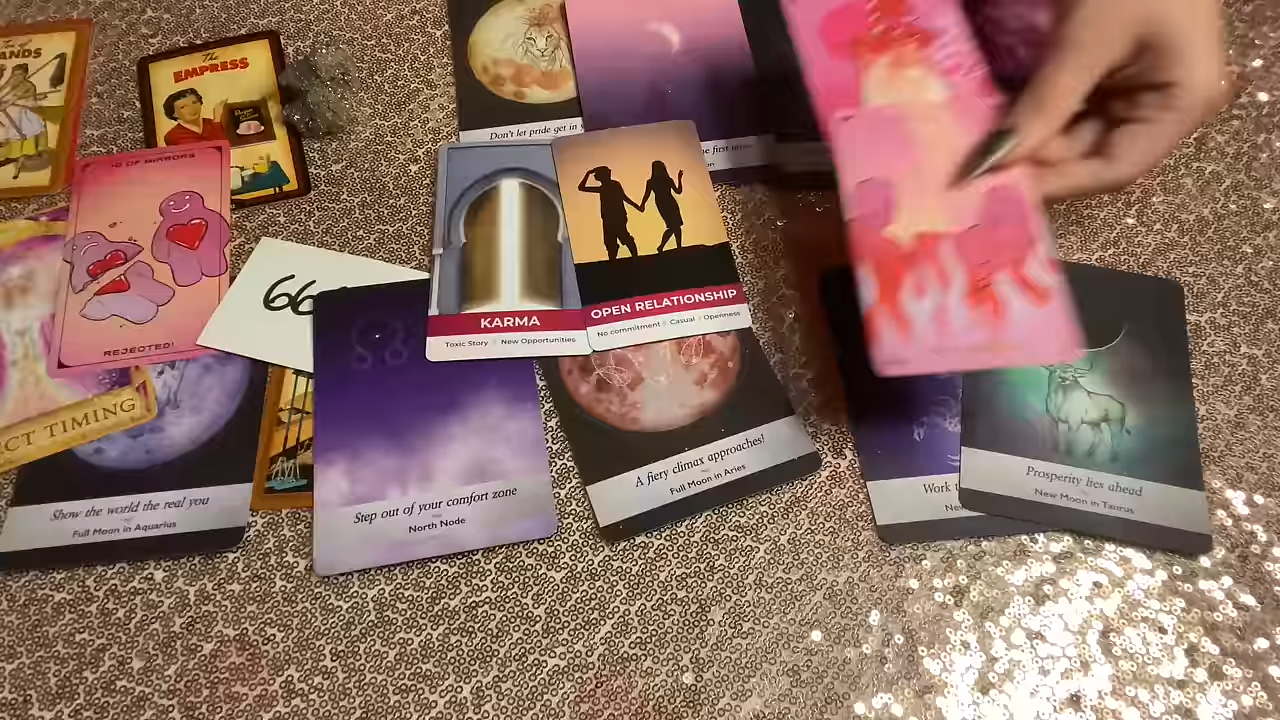 ANDS
The
EMPRESS
Don't let pride get in
OF MIRRORS
REJECTED!
66
KARMA
Toxic Story New Opportunities
OPEN RELATIONSHIP
No commitment Casual Openness
TIMING
Show the world the real you
Full Moon in Aquarius
Step out of your comfort zone
North Node
A fiery climax approaches!
Full Moon in Aries
Work
Prosperity lies ahead
New Moon in Taurus